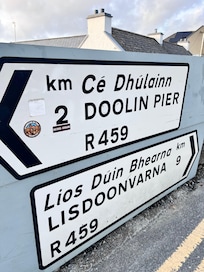 km Cé Dhúlainn
2 DOOLIN PIER
R459
Lios Dúin Bhearna km
LISDOONVARNA 9
R459